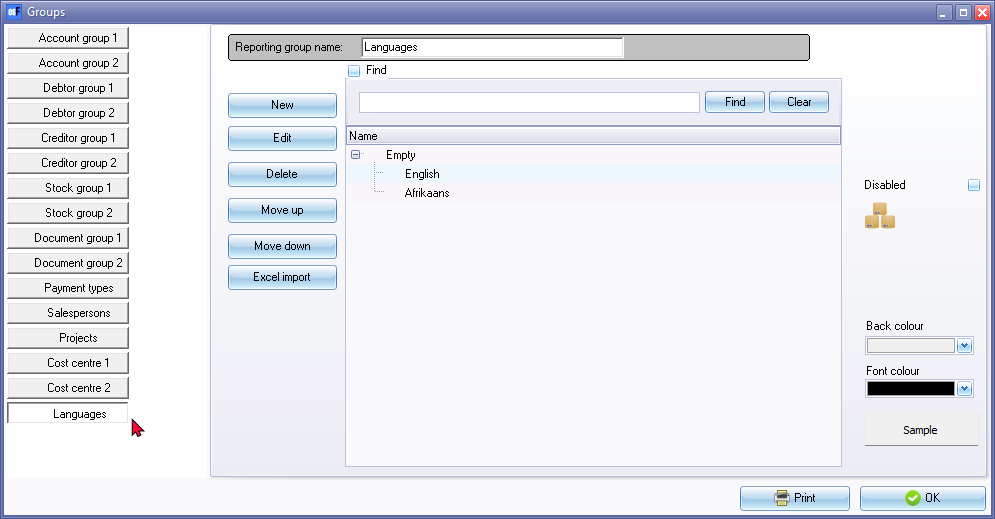 Groups
Account group 1
Account group 2
Debtor group 1
Debtor group 2
Creditor group 1
Creditor group 2
Stock group 1
Stock group 2
Document group 1
Document group 2
Payment types
Salespersons
Projects
Cost centre 1
Cost centre 2
Languages
Reporting group name: Languages
Find
Find Clear
New
Edit
Delete
Move up
Move down
Excel import
Name
Empty
English
Afrikaans
Disabled
Back colour
Font colour
Sample
Print OK